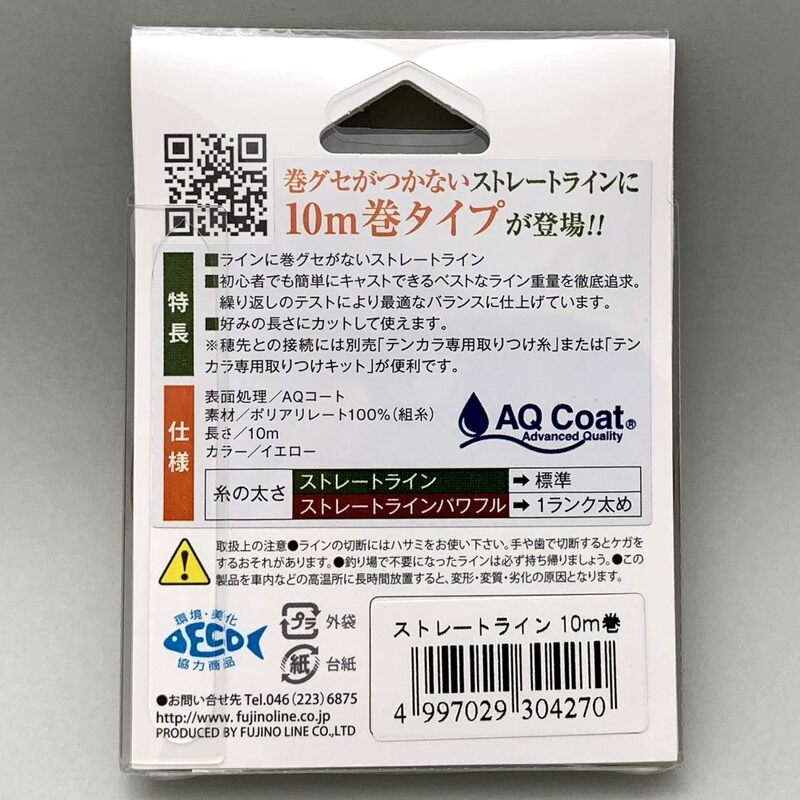 巻グセがつかないストレートラインに
10m巻タイプが登場!!
特長
■ラインに巻グセがないストレートライン
■初心者でも簡単にキャストできるベストなライン重量を徹底追求。
繰り返しのテストにより最適なバランスに仕上げています。
■好みの長さにカットして使えます。
※穂先との接続には別売「テンカラ専用取りつけ糸」または「テン
カラ専用取りつけキット」が便利です。
仕様
表面処理/AQコート
素材/ポリアリレート100%(組糸)
長さ/10m
カラー/イエロー
AQ Coat®
Advanced Quality
糸の太さ
ストレートライン ➡ 標準
ストレートラインパワフル ➡ 1ランク太め
取扱上の注意●ラインの切断にはハサミをお使い下さい。手や歯で切断するとケガを
するおそれがあります。●釣り場で不要になったラインは必ず持ち帰りましょう。●この
製品を車内などの高温所に長時間放置すると、変形・変質・劣化の原因となります。
環境・美化
ECO
協力商品
プラ 外袋
紙 台紙
ストレートライン 10m巻
4 997029 304270
●お問い合せ先 Tel.046(223)6875
http://www.fujinoline.co.jp
PRODUCED BY FUJINO LINE CO.,LTD